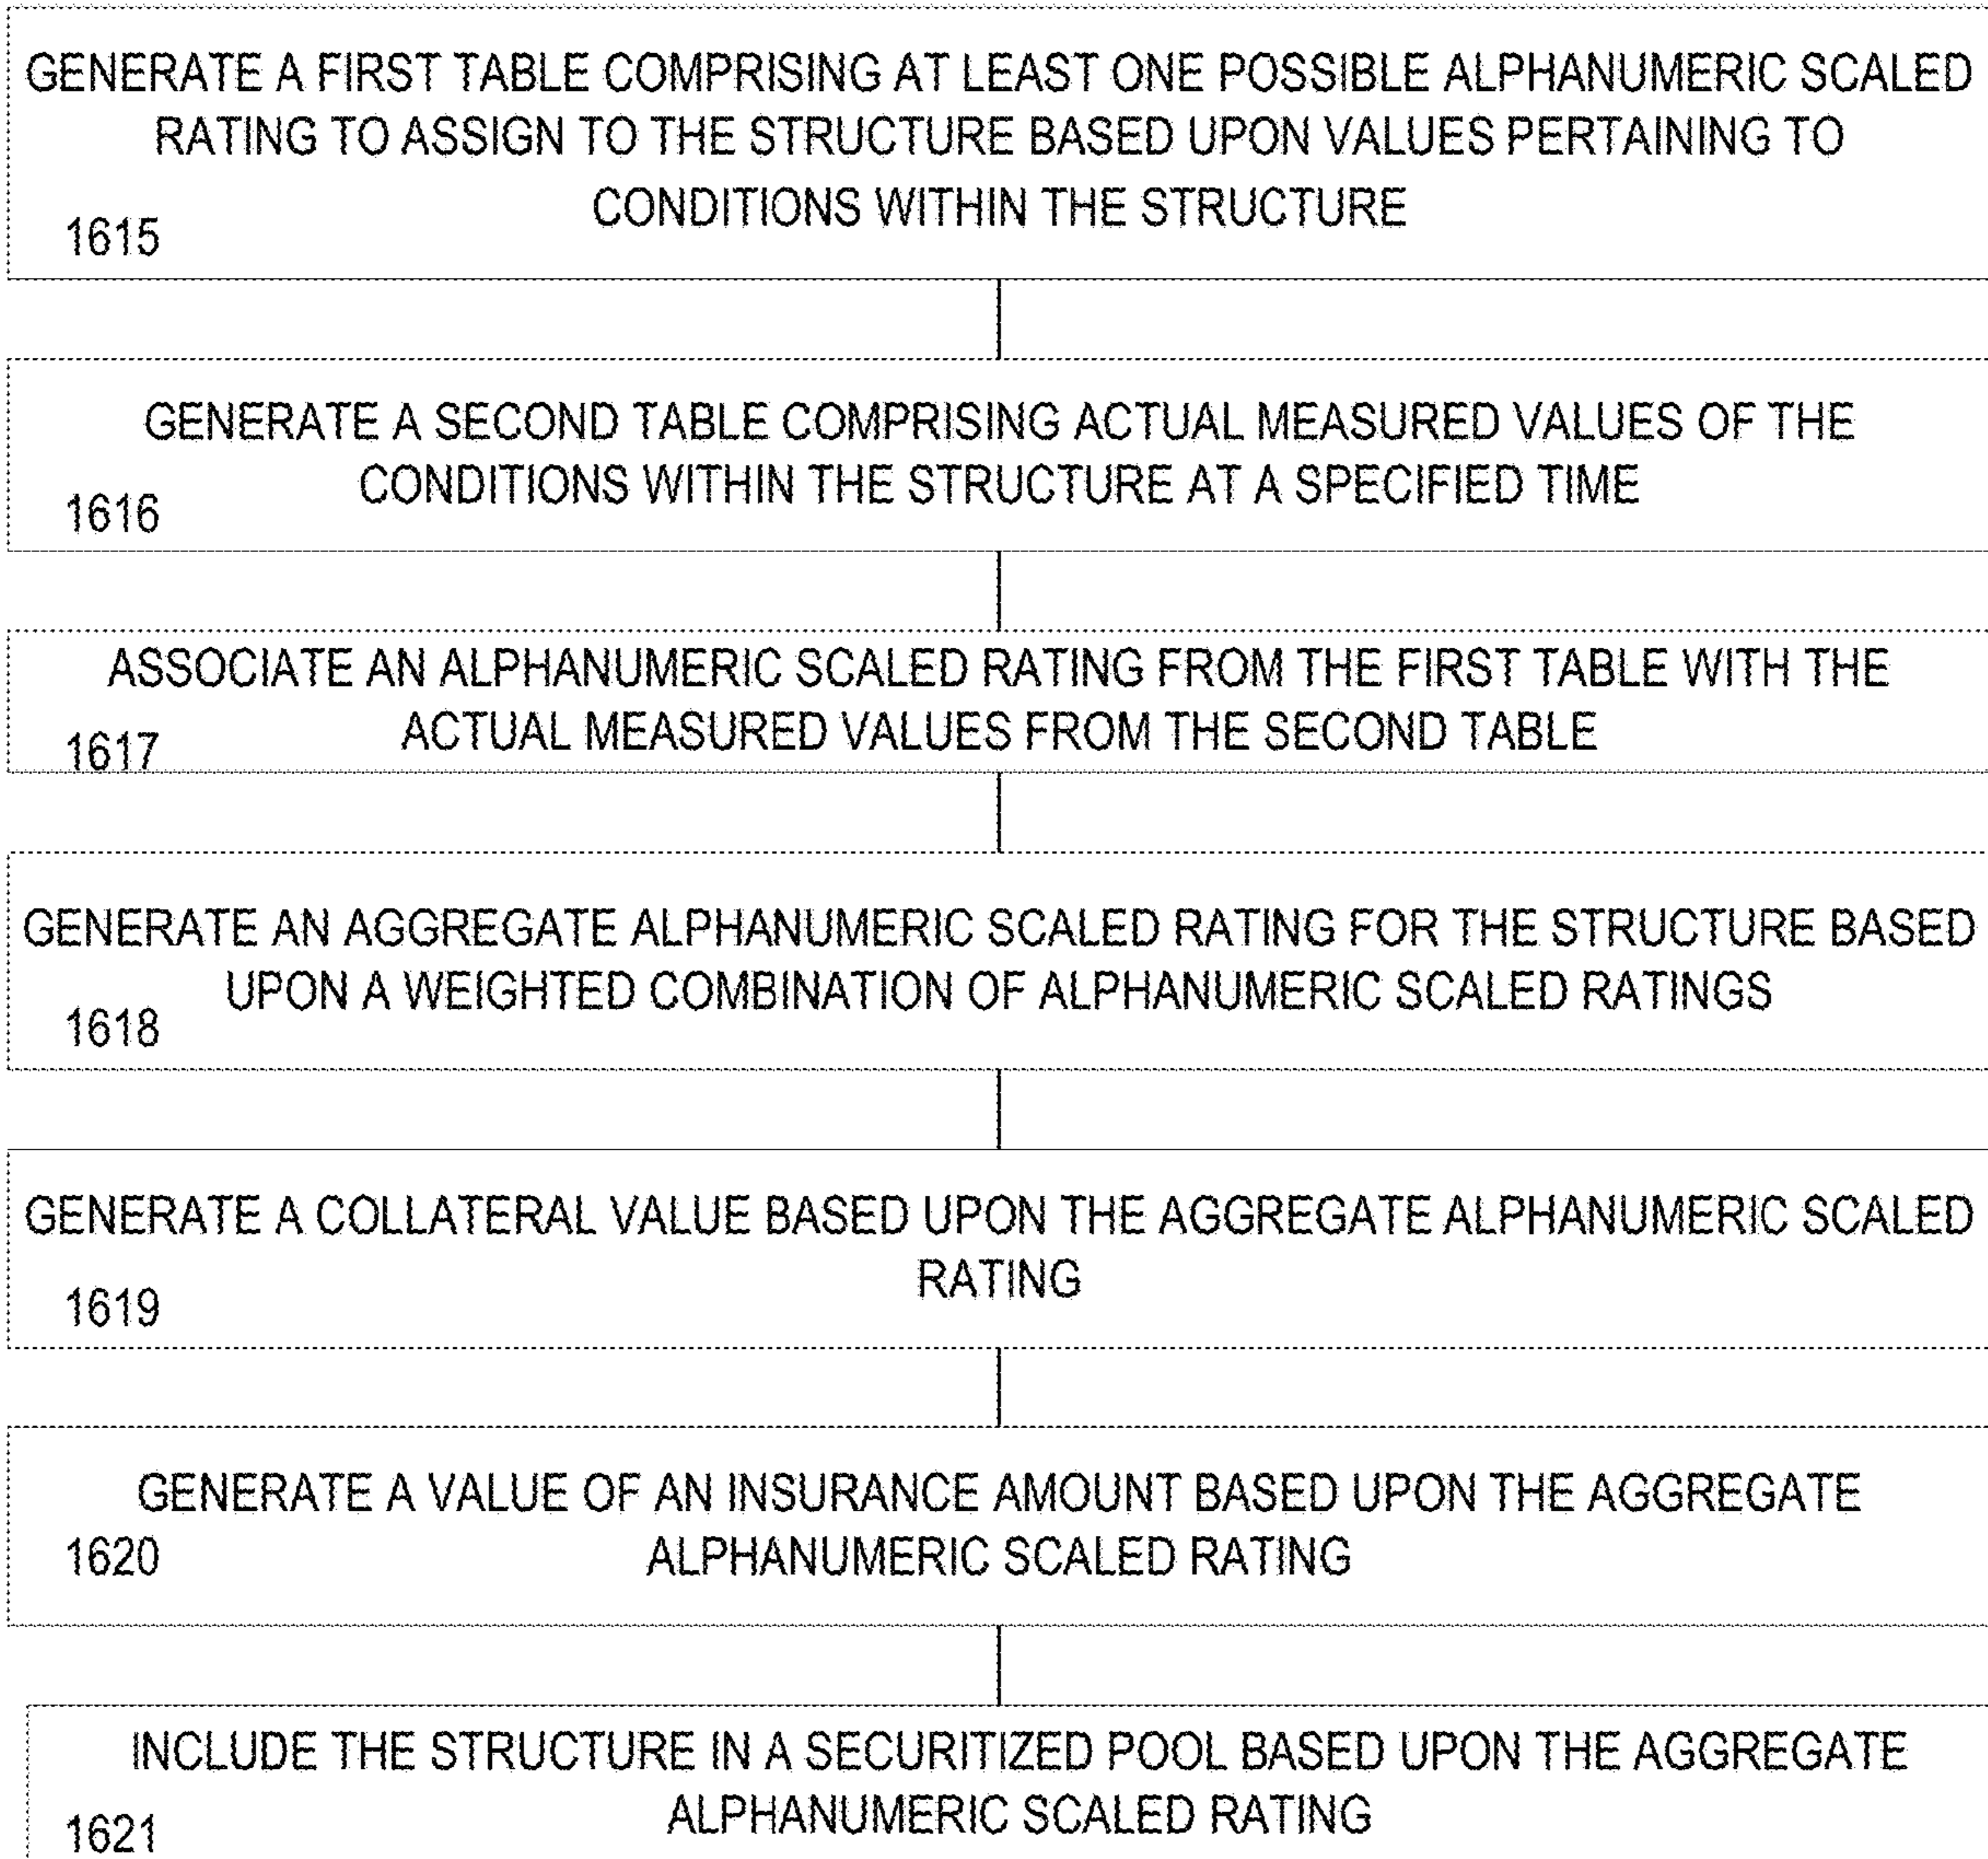 GENERATE A FIRST TABLE COMPRISING AT LEAST ONE POSSIBLE ALPHANUMERIC SCALED
RATING TO ASSIGN TO THE STRUCTURE BASED UPON VALUES PERTAINING TO
CONDITIONS WITHIN THE STRUCTURE
1615
GENERATE A SECOND TABLE COMPRISING ACTUAL MEASURED VALUES OF THE
CONDITIONS WITHIN THE STRUCTURE AT A SPECIFIED TIME
1616
ASSOCIATE AN ALPHANUMERIC SCALED RATING FROM THE FIRST TABLE WITH THE
ACTUAL MEASURED VALUES FROM THE SECOND TABLE
1617
GENERATE AN AGGREGATE ALPHANUMERIC SCALED RATING FOR THE STRUCTURE BASED
UPON A WEIGHTED COMBINATION OF ALPHANUMERIC SCALED RATINGS
1618
GENERATE A COLLATERAL VALUE BASED UPON THE AGGREGATE ALPHANUMERIC SCALED
RATING
1619
GENERATE A VALUE OF AN INSURANCE AMOUNT BASED UPON THE AGGREGATE
ALPHANUMERIC SCALED RATING
1620
INCLUDE THE STRUCTURE IN A SECURITIZED POOL BASED UPON THE AGGREGATE
ALPHANUMERIC SCALED RATING
1621